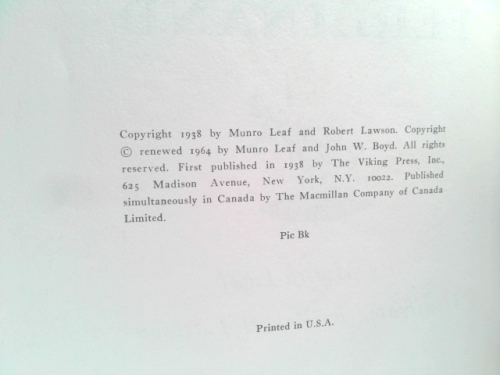 Copyright 1938 by Munro Leaf and Robert Lawson. Copyright
© renewed 1964 by Munro Leaf and John W. Boyd. All rights
reserved. First published in 1938 by The Viking Press, Inc.,
625 Madison Avenue, New York, N.Y. 10022. Published
simultaneously in Canada by The Macmillan Company of Canada
Limited.
Pic Bk
Printed in U.S.A.